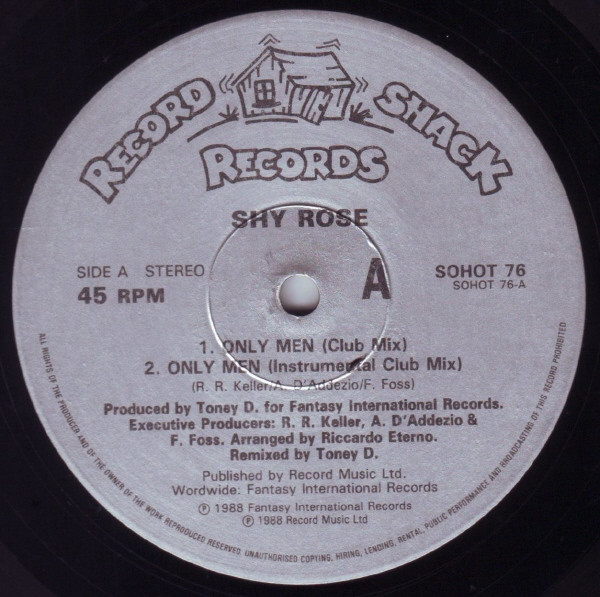 RECORD SHACK
RECORDS
SHY ROSE
SIDE A STEREO
45 RPM
A
SOHOT 76
SOHOT 76-A
1. ONLY MEN (Club Mix)
2. ONLY MEN (Instrumental Club Mix)
(R. R. Keller/A. D'Addezio/F. Foss)
Produced by Toney D. for Fantasy International Records.
Executive Producers: R. R. Keller, A. D'Addezio &
F. Foss. Arranged by Riccardo Eterno.
Remixed by Toney D.
Published by Record Music Ltd.
Wordwide: Fantasy International Records
℗ 1988 Fantasy International Records
© 1988 Record Music Ltd
ALL RIGHTS OF THE PRODUCER AND OF THE OWNER OF THE WORK REPRODUCED RESERVED. UNAUTHORISED COPYING, HIRING, LENDING, RENTAL, PUBLIC PERFORMANCE AND BROADCASTING OF THIS RECORD PROHIBITED